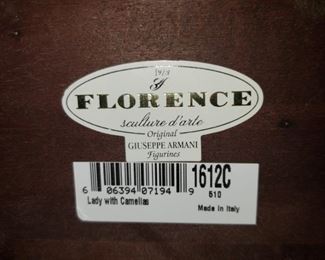 1973
FLORENCE
sculture d'arte
Original
GIUSEPPE ARMANI
Figurines
1612C
6 06394 07194 9
510
Lady with Camellias
Made in Italy